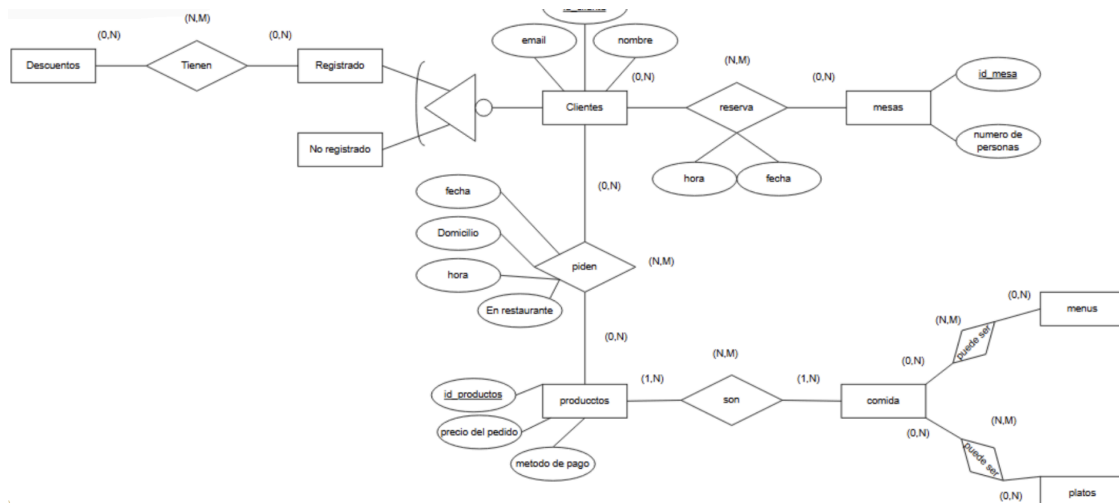 id_cliente
(N,M)
email
nombre
(0,N)
(0,N)
(N,M)
(0,N)
(0,N)
Descuentos
Tienen
Registrado
Clientes
reserva
mesas
id_mesa
numero de
personas
No registrado
hora
fecha
fecha
(0,N)
Domicilio
hora
piden
(N,M)
En restaurante
(0,N)
menus
(N,M)
puede ser
(0,N)
(N,M)
(0,N)
(1,N)
(1,N)
id_productos
producctos
son
comida
(N,M)
precio del pedido
(0,N)
metodo de pago
puede ser
(0,N)
platos